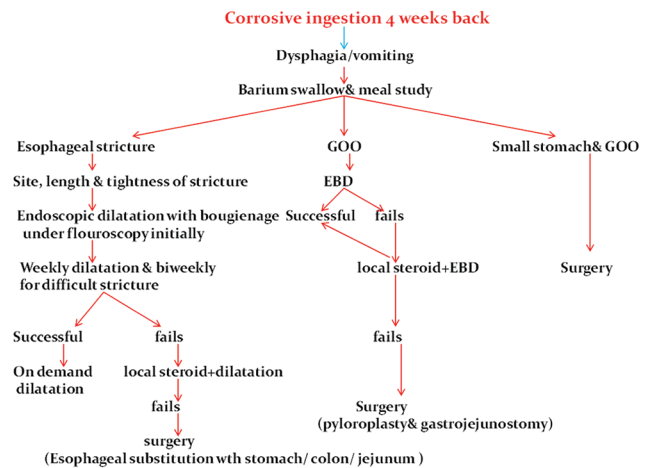 Corrosive ingestion 4 weeks back
Dysphagia/vomiting
Barium swallow& meal study
Esophageal stricture
GOO
Small stomach& GOO
Site, length & tightness of stricture
EBD
Endoscopic dilatation with bougienage
under flouroscopy initially
Successful
fails
Weekly dilatation & biweekly
for difficult stricture
local steroid+EBD
Surgery
Successful
fails
fails
On demand
dilatation
local steroid+dilatation
fails
Surgery
(pyloroplasty& gastrojejunostomy)
surgery
(Esophageal substitution wth stomach/ colon/ jejunum )